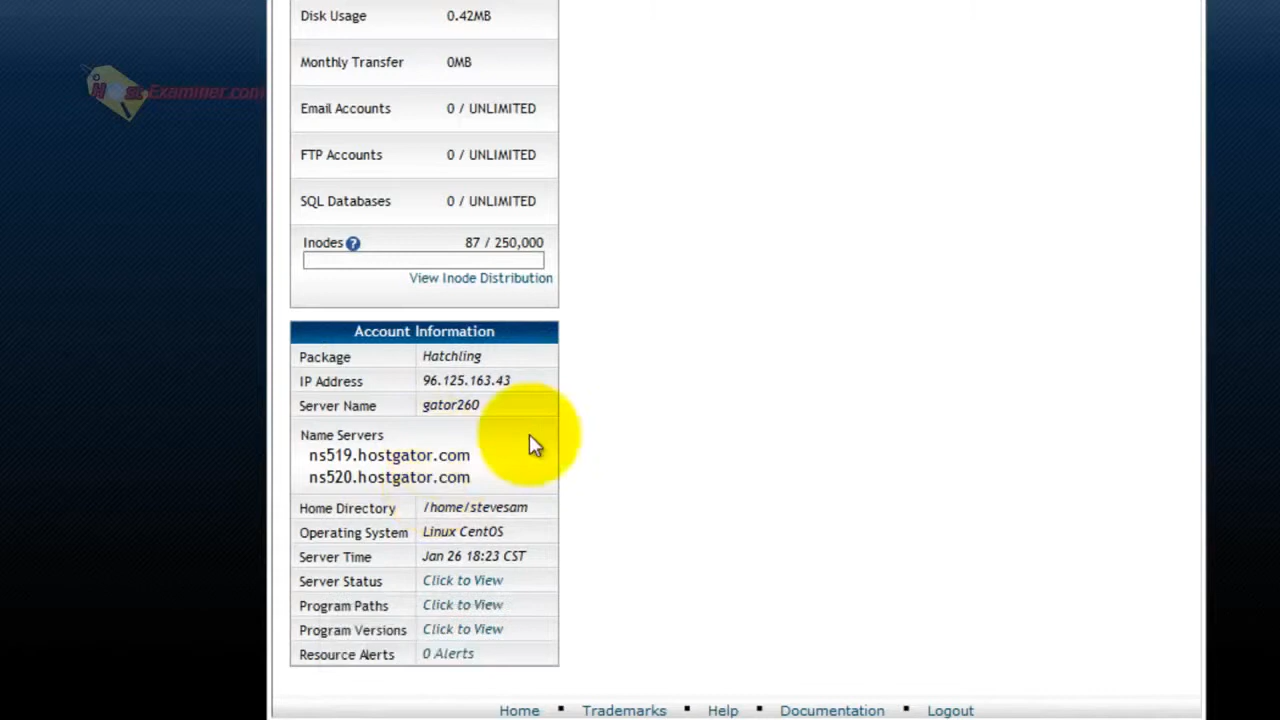 Disk Usage 0.42MB
Monthly Transfer 0MB
Host-Examiner.com
Email Accounts 0 / UNLIMITED
FTP Accounts 0 / UNLIMITED
SQL Databases 0 / UNLIMITED
Inodes ? 87 / 250,000
View Inode Distribution
Account Information
Package Hatchling
IP Address 96.125.163.43
Server Name gator260
Name Servers
ns519.hostgator.com
ns520.hostgator.com
Home Directory /home/stevesam
Operating System Linux CentOS
Server Time Jan 26 18:23 CST
Server Status Click to View
Program Paths Click to View
Program Versions Click to View
Resource Alerts 0 Alerts
Home ▪ Trademarks ▪ Help ▪ Documentation ▪ Logout